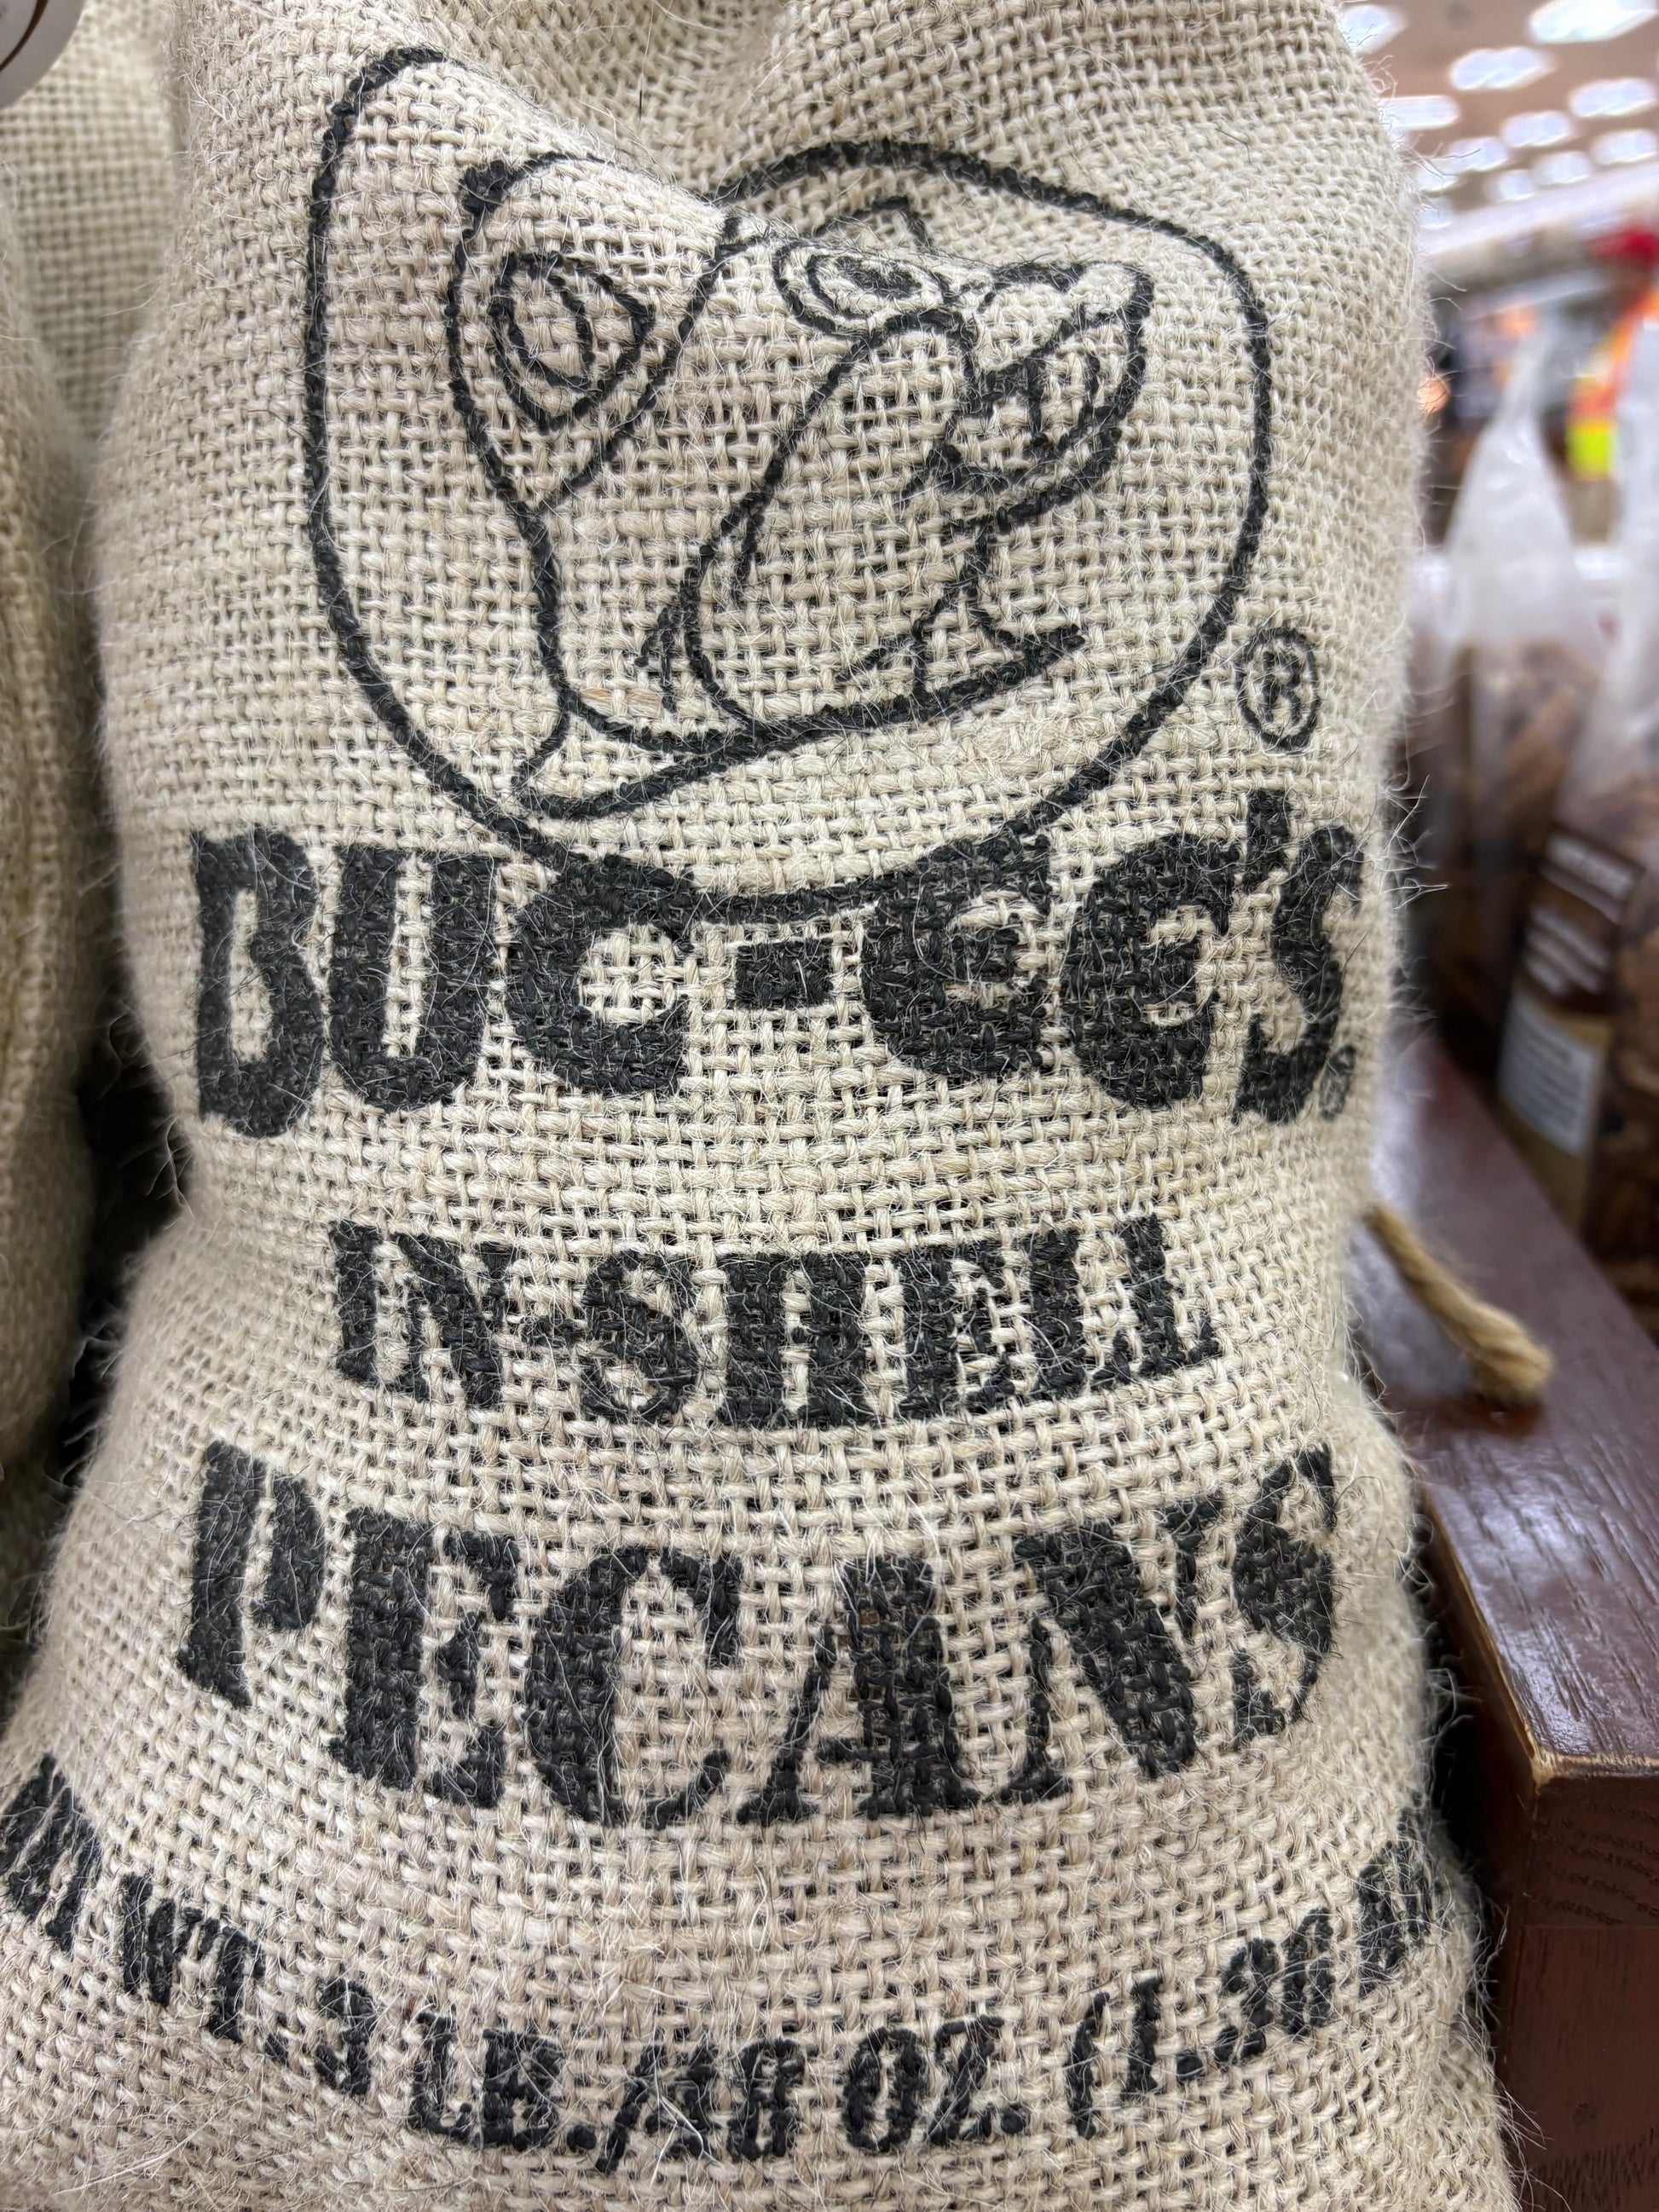 ®
BUC-EE'S®
IN-SHELL
PECANS
WT. 3 LB./48 OZ. (1.36